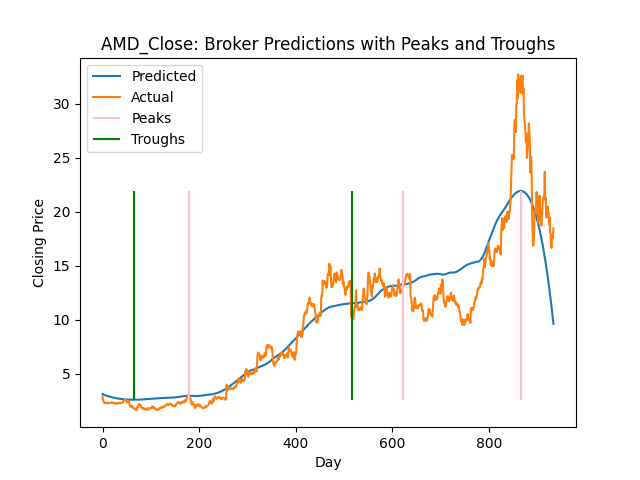 AMD_Close: Broker Predictions with Peaks and Troughs
Predicted
Actual
Peaks
Troughs
30
25
20
15
10
5
Closing Price
0
200
400
600
800
Day